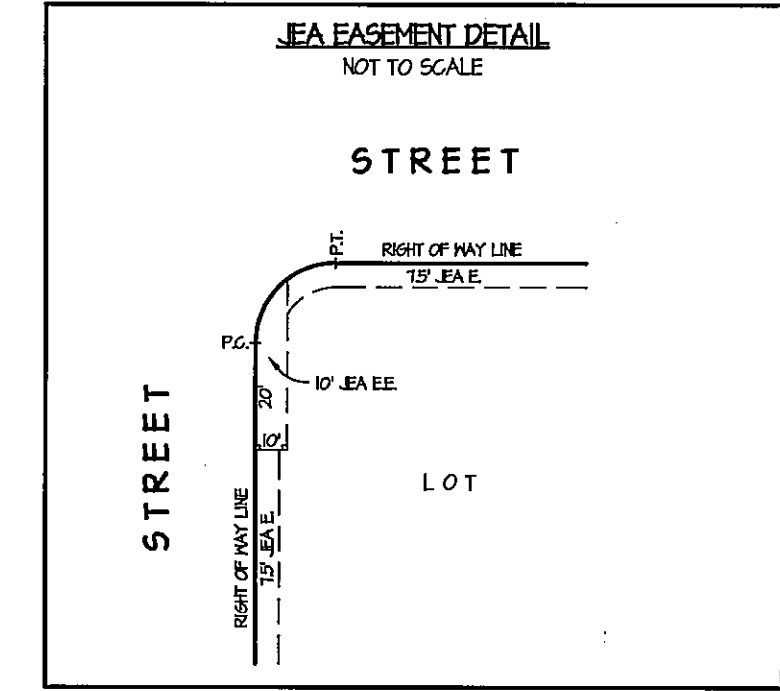 JEA EASEMENT DETAIL
NOT TO SCALE
STREET
P.T.
RIGHT OF WAY LINE
7.5' JEA E.
P.C.
10' JEA E.E.
20'
10'
STREET
LOT
RIGHT OF WAY LINE
7.5' JEA E.